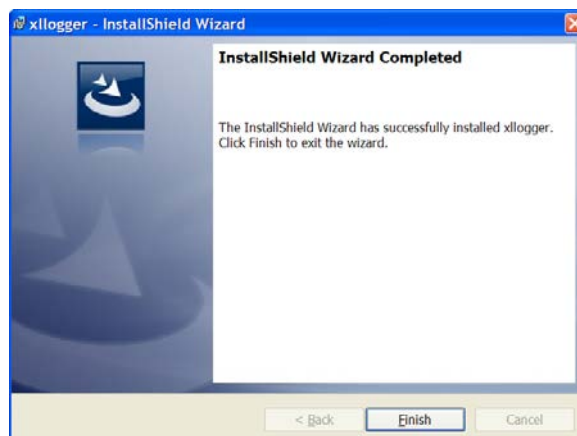 xllogger - InstallShield Wizard
InstallShield Wizard Completed
The InstallShield Wizard has successfully installed xllogger.
Click Finish to exit the wizard.
< Back
Finish
Cancel